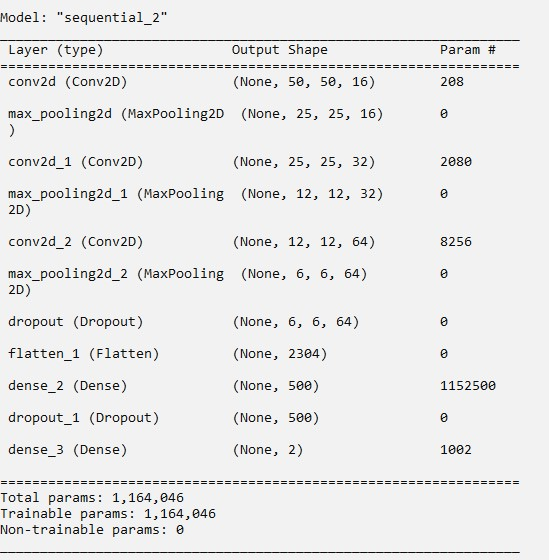 Model: "sequential_2"
Layer (type) Output Shape Param #
conv2d (Conv2D) (None, 50, 50, 16) 208
max_pooling2d (MaxPooling2D (None, 25, 25, 16) 0
)
conv2d_1 (Conv2D) (None, 25, 25, 32) 2080
max_pooling2d_1 (MaxPooling (None, 12, 12, 32) 0
2D)
conv2d_2 (Conv2D) (None, 12, 12, 64) 8256
max_pooling2d_2 (MaxPooling (None, 6, 6, 64) 0
2D)
dropout (Dropout) (None, 6, 6, 64) 0
flatten_1 (Flatten) (None, 2304) 0
dense_2 (Dense) (None, 500) 1152500
dropout_1 (Dropout) (None, 500) 0
dense_3 (Dense) (None, 2) 1002
Total params: 1,164,046
Trainable params: 1,164,046
Non-trainable params: 0